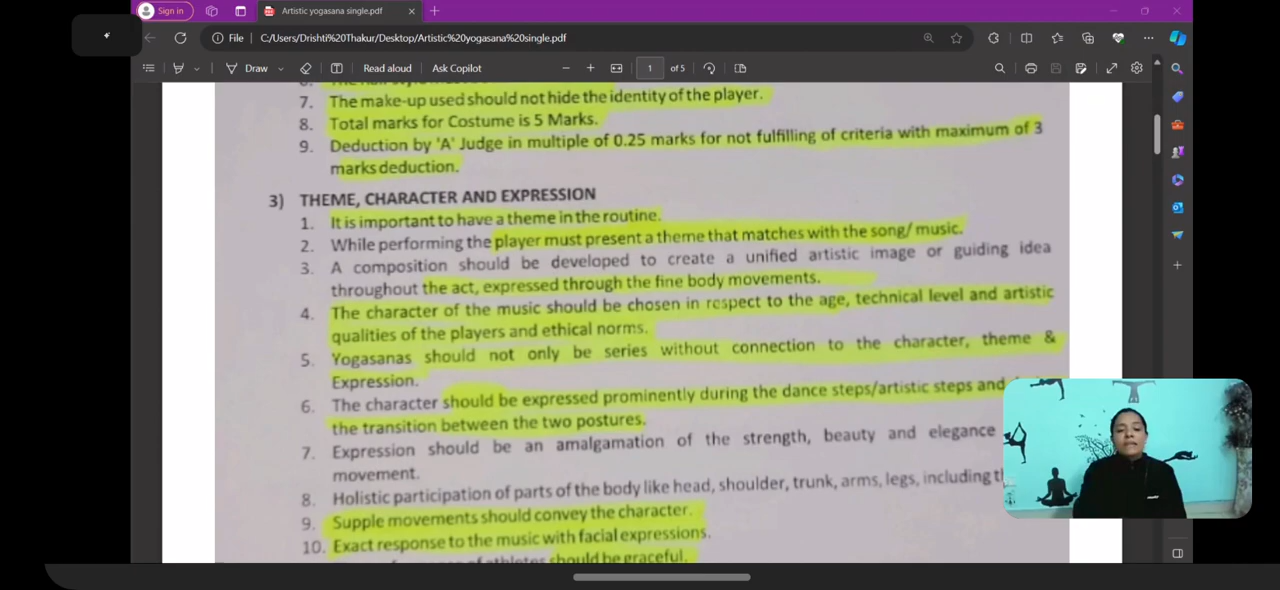 Sign in
Artistic yogasana single.pdf
File
C:/Users/Drishti%20Thakur/Desktop/Artistic%20yogasana%20single.pdf
Draw
Read aloud
Ask Copilot
1
of 5
7. The make-up used should not hide the identity of the player.
8. Total marks for Costume is 5 Marks.
9. Deduction by 'A' Judge in multiple of 0.25 marks for not fulfilling of criteria with maximum of 3
marks deduction.
3) THEME, CHARACTER AND EXPRESSION
1. It is important to have a theme in the routine.
2. While performing the player must present a theme that matches with the song/ music.
3. A composition should be developed to create a unified artistic image or guiding idea
throughout the act, expressed through the fine body movements.
4. The character of the music should be chosen in respect to the age, technical level and artistic
qualities of the players and ethical norms.
5. Yogasanas should not only be series without connection to the character, theme &
Expression.
6. The character should be expressed prominently during the dance steps/artistic steps and
the transition between the two postures.
7. Expression should be an amalgamation of the strength, beauty and elegance
movement.
8. Holistic participation of parts of the body like head, shoulder, trunk, arms, legs, including
9. Supple movements should convey the character.
10. Exact response to the music with facial expressions.
of athletes should be graceful.